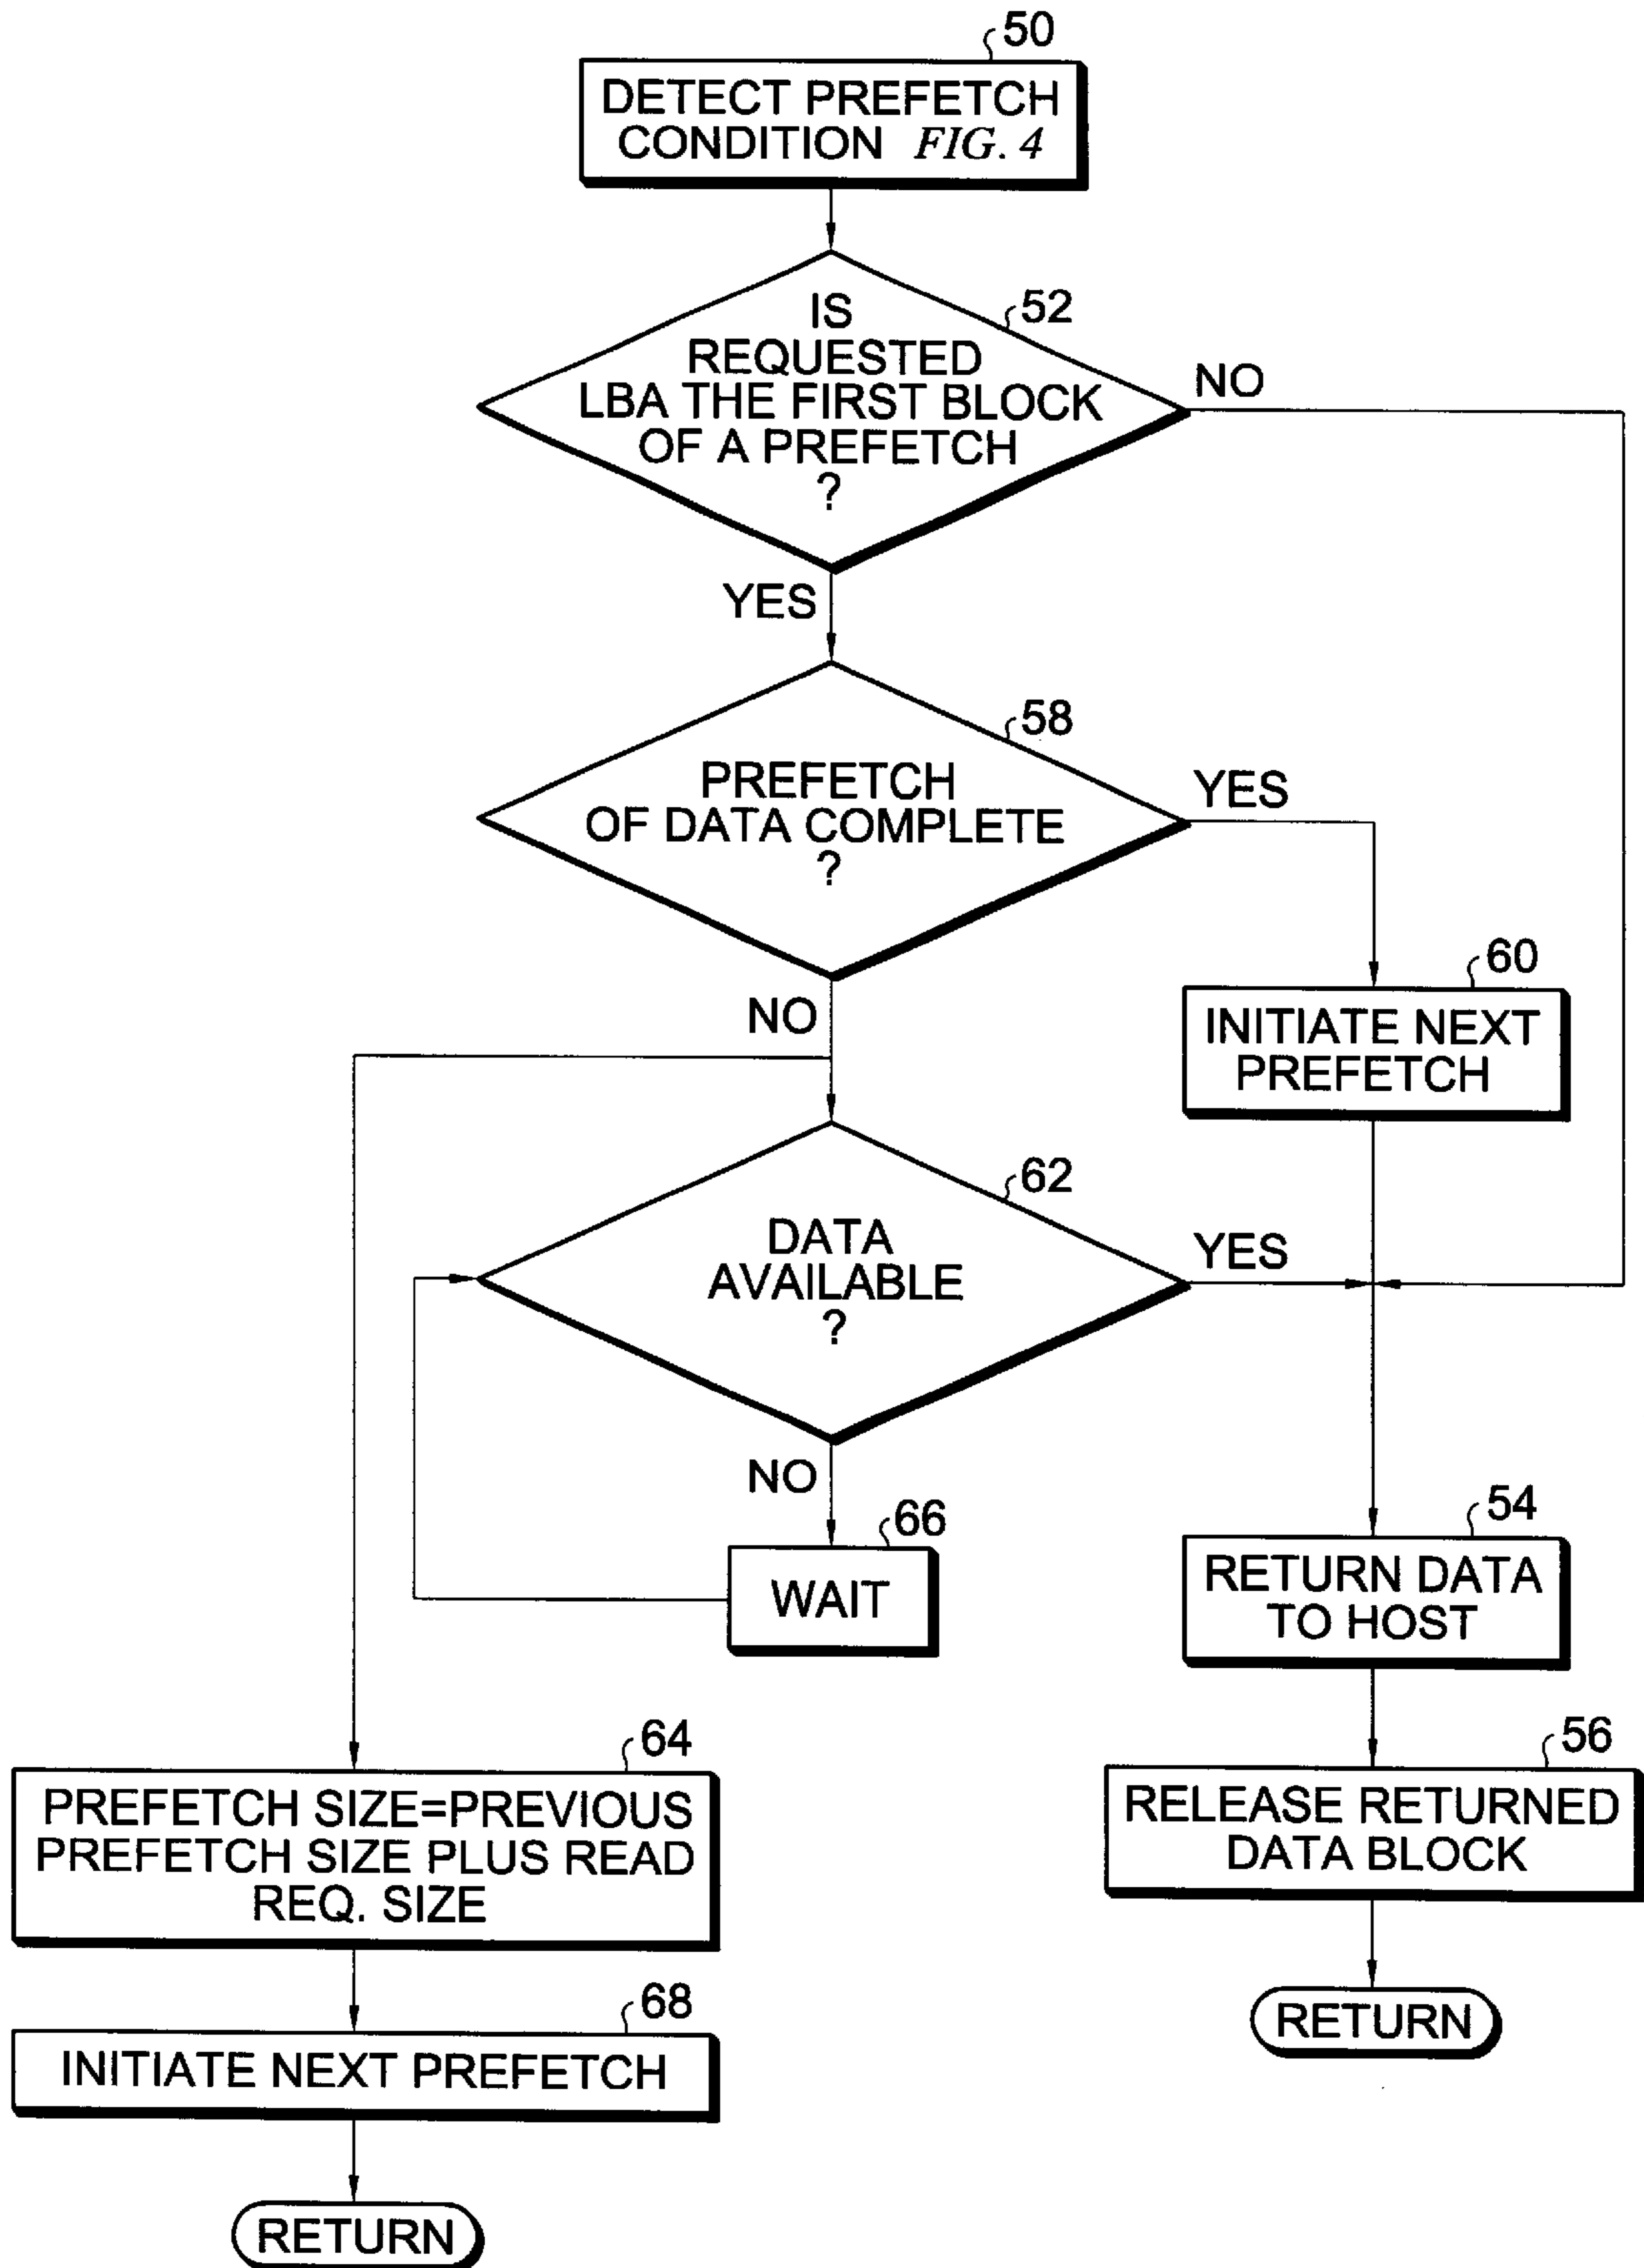 50
DETECT PREFETCH
CONDITION FIG. 4
52
IS
REQUESTED
LBA THE FIRST BLOCK
OF A PREFETCH
?
NO
YES
58
PREFETCH
OF DATA COMPLETE
?
YES
NO
60
INITIATE NEXT
PREFETCH
62
DATA
AVAILABLE
?
YES
NO
66
WAIT
54
RETURN DATA
TO HOST
64
PREFETCH SIZE=PREVIOUS
PREFETCH SIZE PLUS READ
REQ. SIZE
56
RELEASE RETURNED
DATA BLOCK
68
INITIATE NEXT PREFETCH
RETURN
RETURN